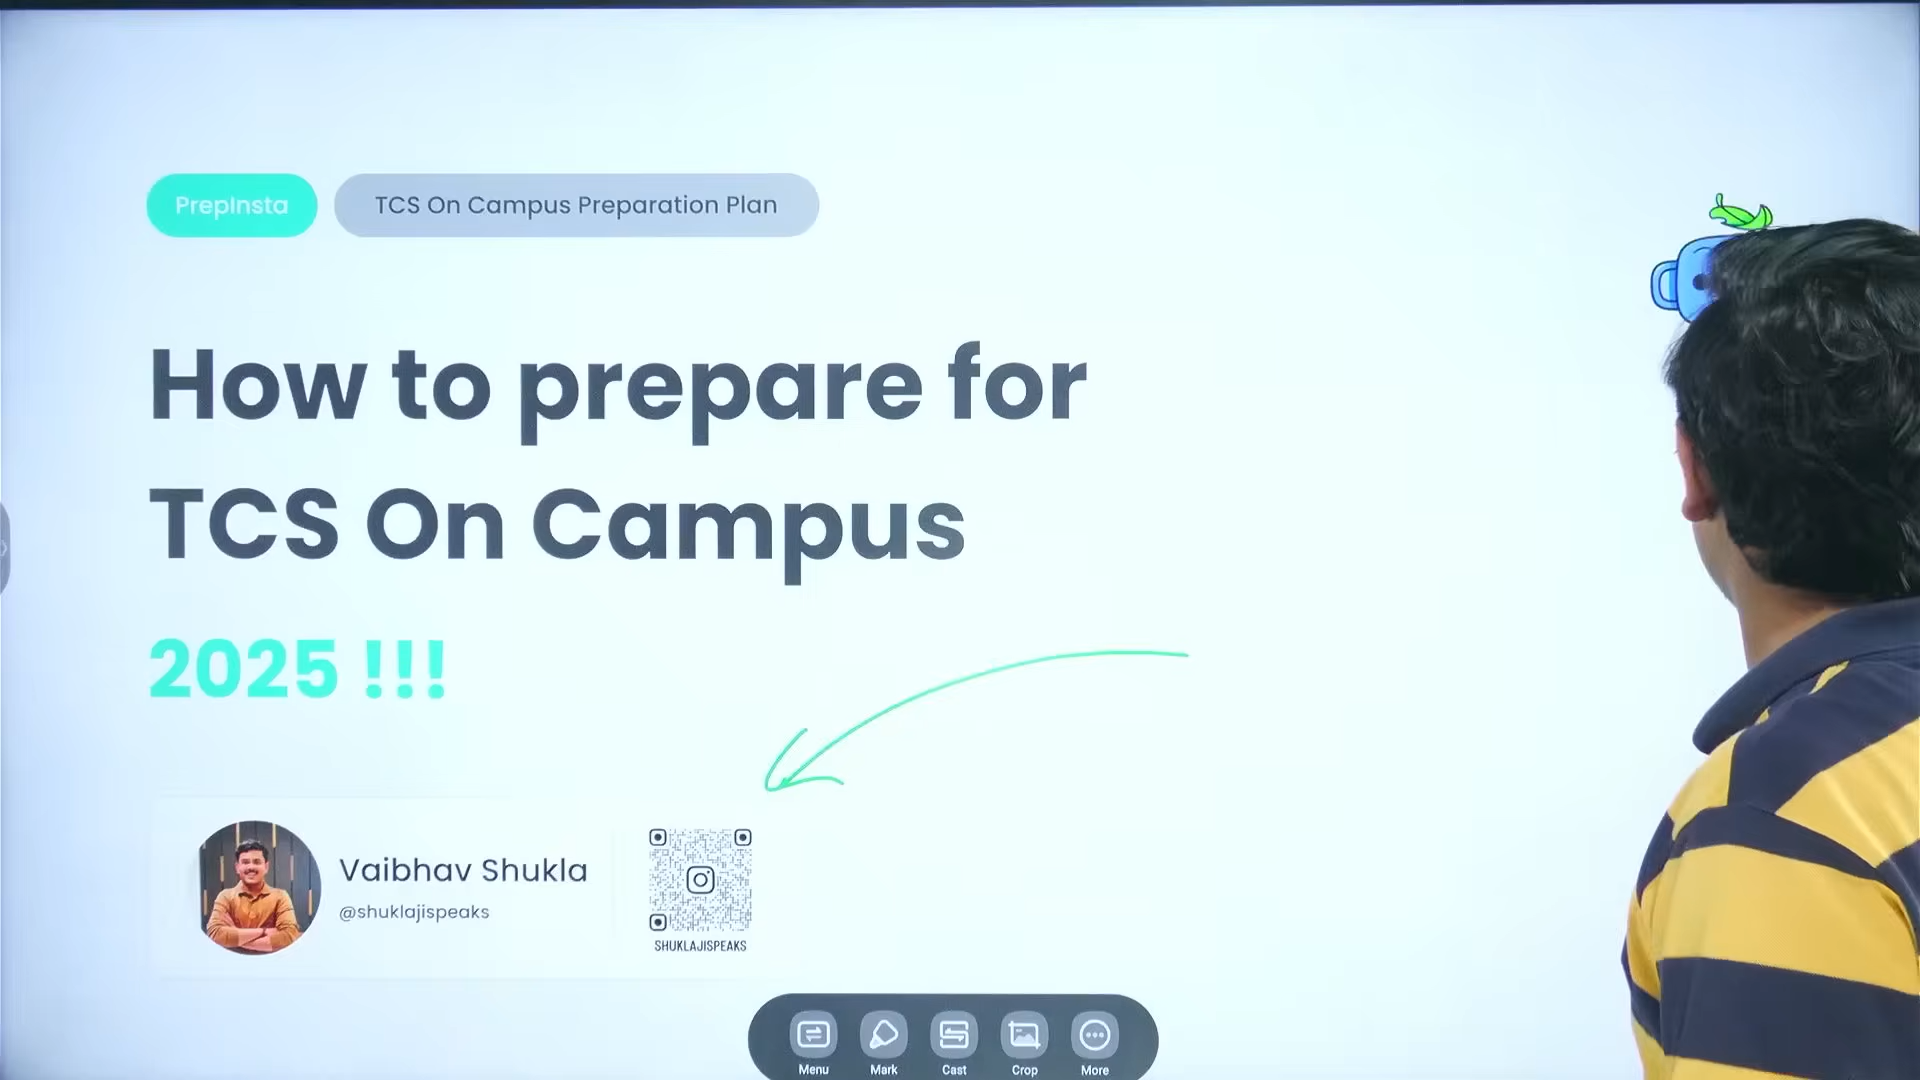 PrepInsta
TCS On Campus Preparation Plan
How to prepare for
TCS On Campus
2025 !!!
Vaibhav Shukla
@shuklajispeaks
SHUKLAJISPEAKS
Menu
Mark
Cast
Crop
More